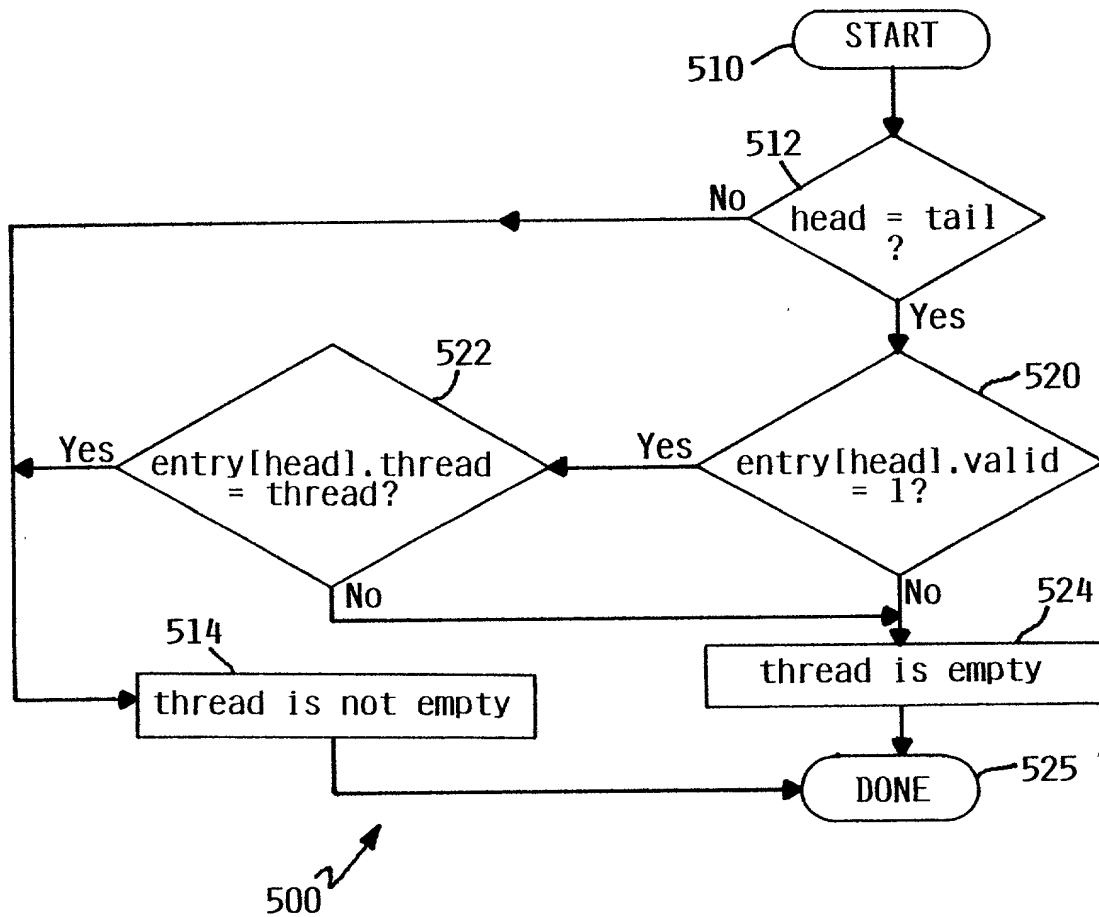 START
510
512
No
head = tail
?
Yes
522
520
Yes
entry[head].thread
= thread?
Yes
entry[head].valid
= 1?
No
No
524
514
thread is empty
thread is not empty
DONE
525
500